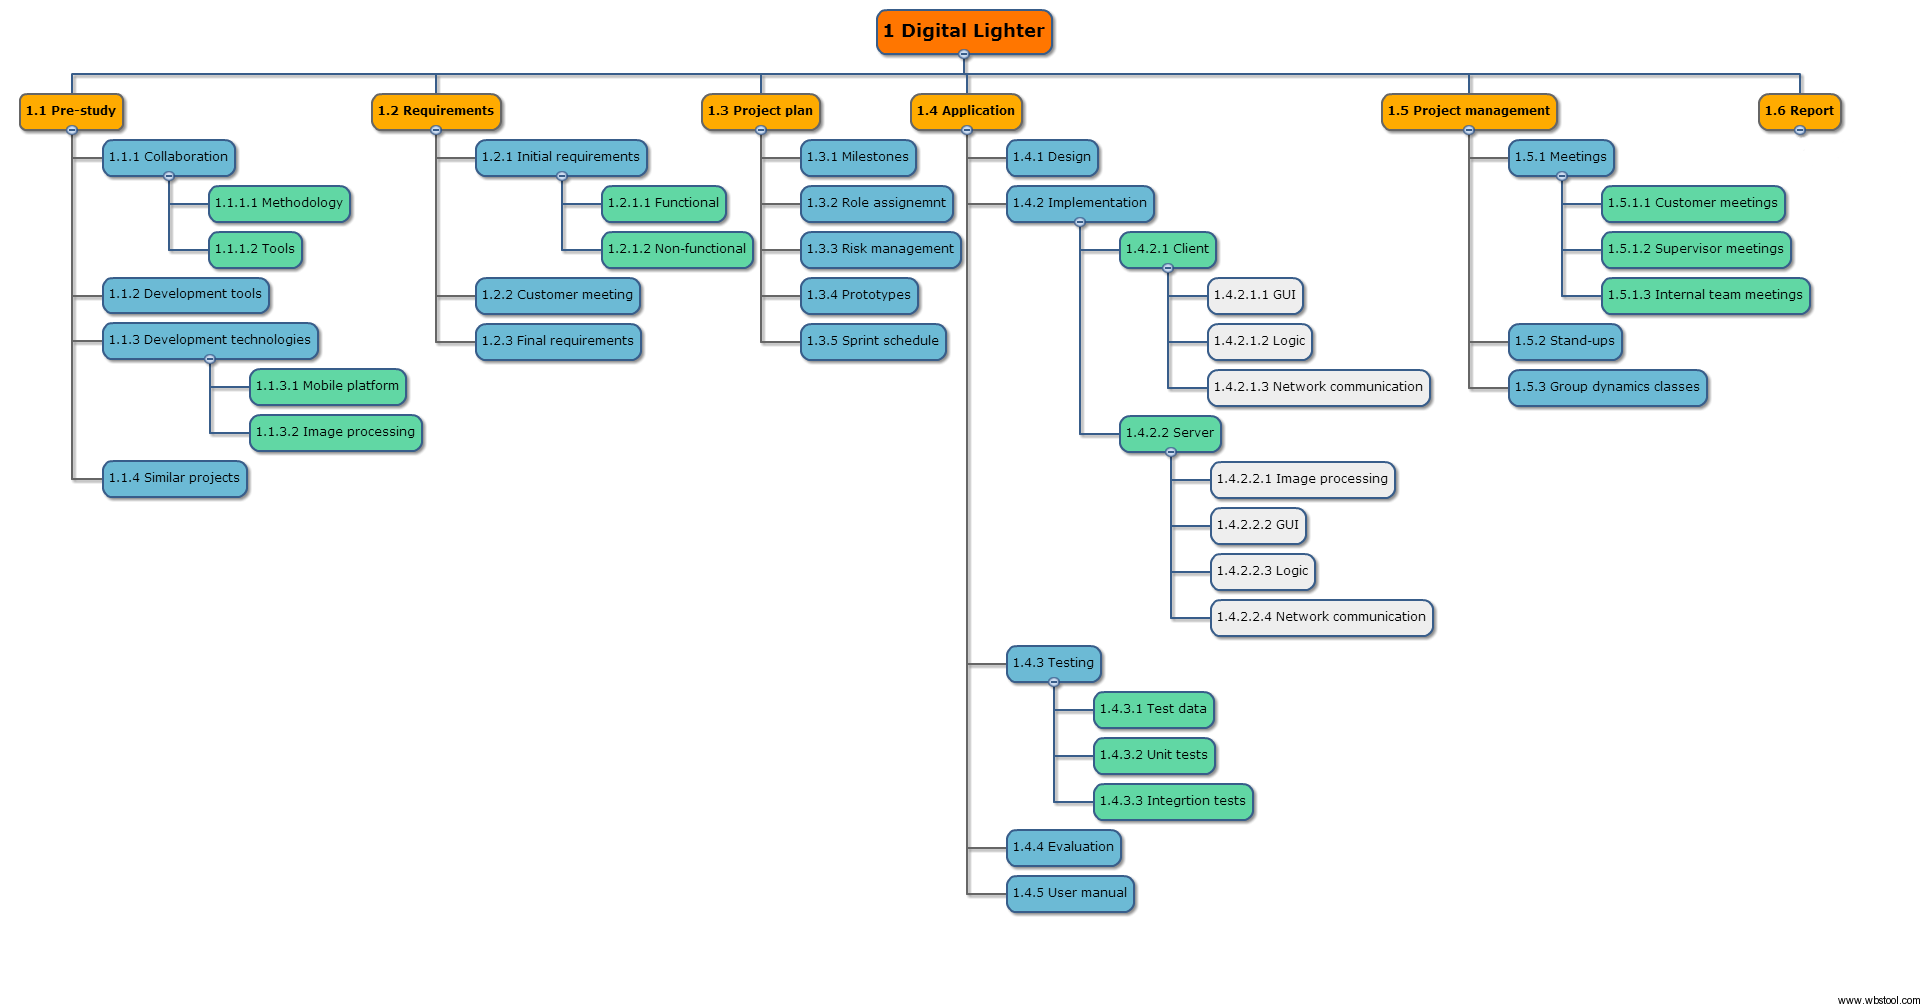 1 Digital Lighter
1.1 Pre-study
1.1.1 Collaboration
1.1.1.1 Methodology
1.1.1.2 Tools
1.1.2 Development tools
1.1.3 Development technologies
1.1.3.1 Mobile platform
1.1.3.2 Image processing
1.1.4 Similar projects
1.2 Requirements
1.2.1 Initial requirements
1.2.1.1 Functional
1.2.1.2 Non-functional
1.2.2 Customer meeting
1.2.3 Final requirements
1.3 Project plan
1.3.1 Milestones
1.3.2 Role assignemnt
1.3.3 Risk management
1.3.4 Prototypes
1.3.5 Sprint schedule
1.4 Application
1.4.1 Design
1.4.2 Implementation
1.4.2.1 Client
1.4.2.1.1 GUI
1.4.2.1.2 Logic
1.4.2.1.3 Network communication
1.4.2.2 Server
1.4.2.2.1 Image processing
1.4.2.2.2 GUI
1.4.2.2.3 Logic
1.4.2.2.4 Network communication
1.4.3 Testing
1.4.3.1 Test data
1.4.3.2 Unit tests
1.4.3.3 Integrtion tests
1.4.4 Evaluation
1.4.5 User manual
1.5 Project management
1.5.1 Meetings
1.5.1.1 Customer meetings
1.5.1.2 Supervisor meetings
1.5.1.3 Internal team meetings
1.5.2 Stand-ups
1.5.3 Group dynamics classes
1.6 Report
www.wbstool.com